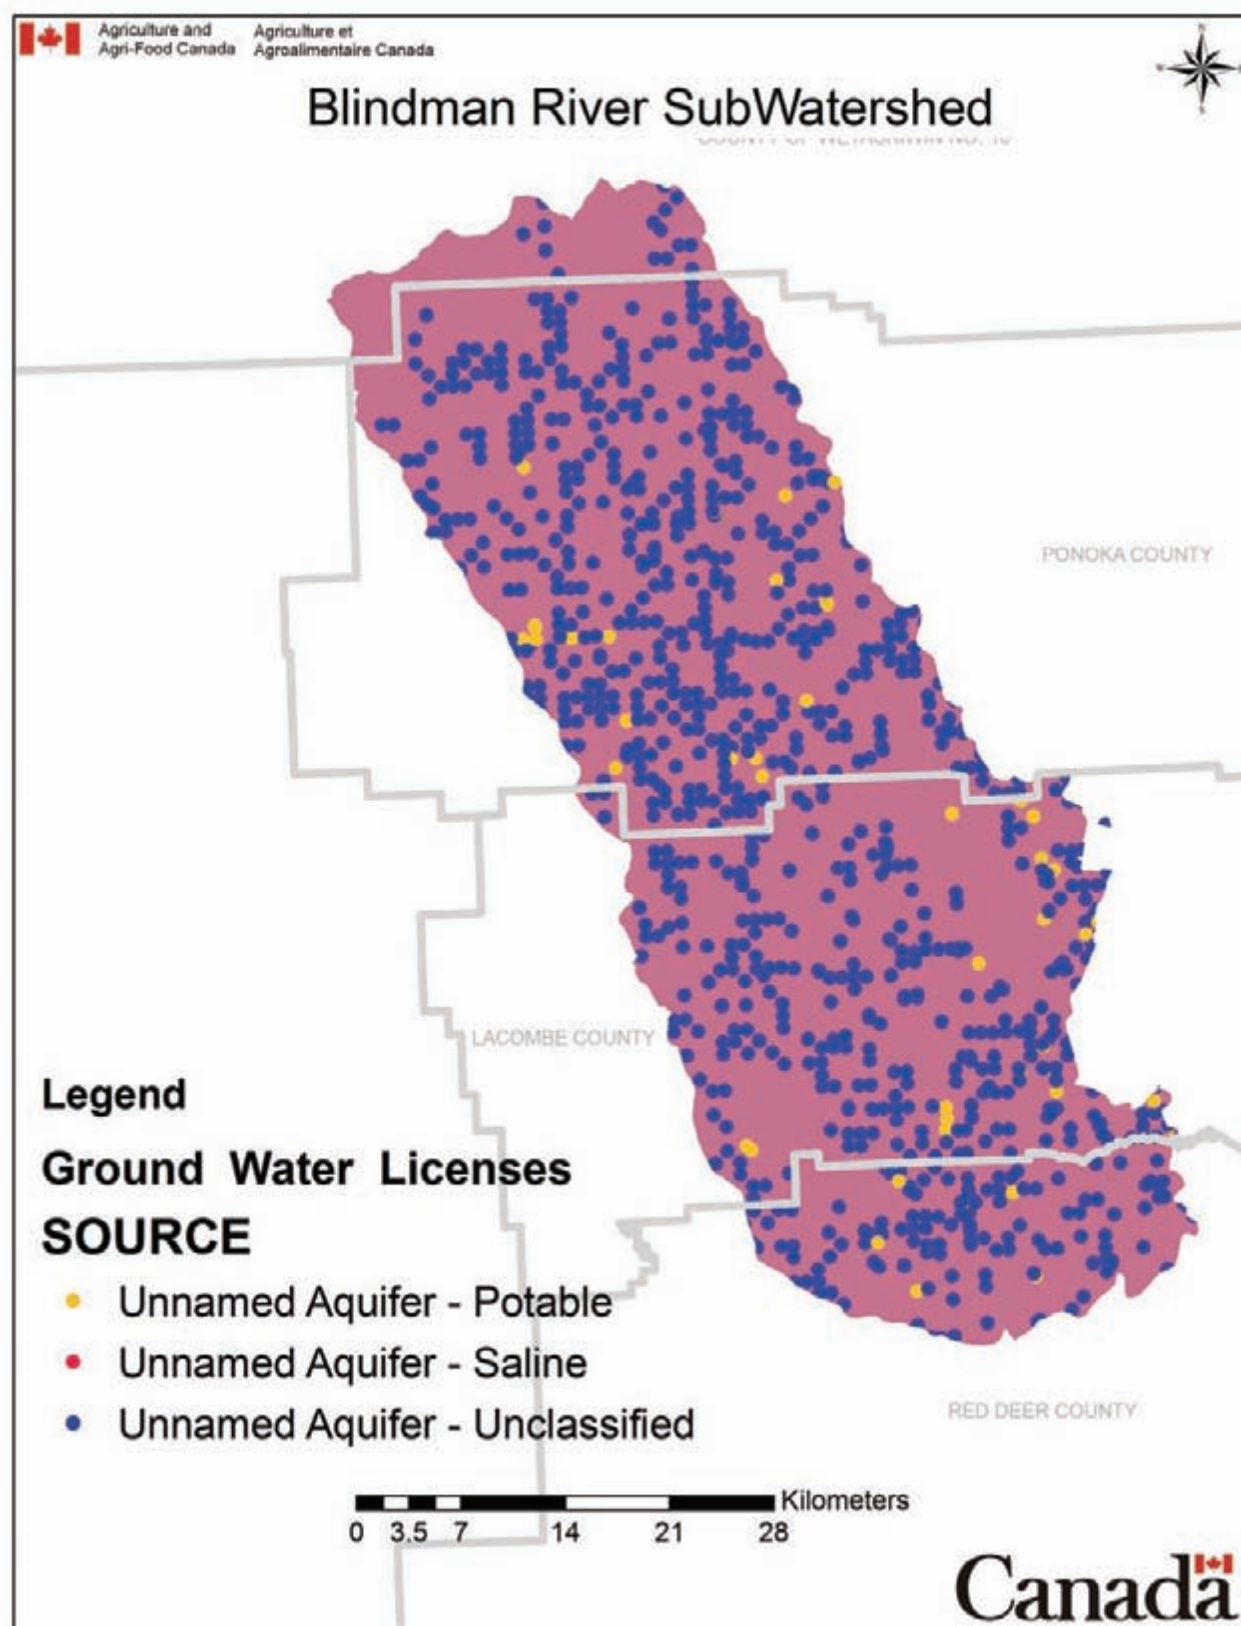 Agriculture and Agriculture et
Agri-Food Canada Agroalimentaire Canada
Blindman River SubWatershed
PONOKA COUNTY
LACOMBE COUNTY
Legend
Ground Water Licenses
SOURCE
Unnamed Aquifer - Potable
Unnamed Aquifer - Saline
Unnamed Aquifer - Unclassified
RED DEER COUNTY
Kilometers
0 3.5 7 14 21 28
Canada